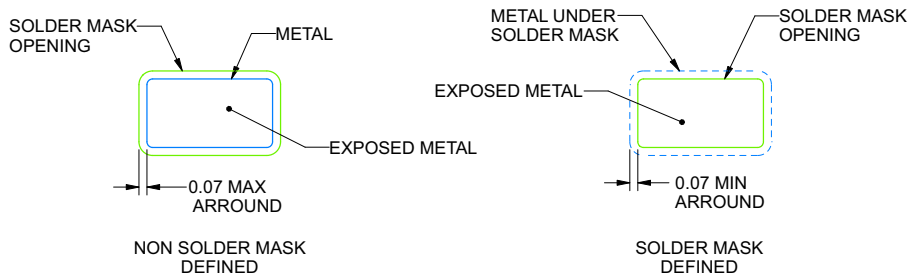 SOLDER MASK
OPENING
METAL
EXPOSED METAL
0.07 MAX
ARROUND
NON SOLDER MASK
DEFINED
METAL UNDER
SOLDER MASK
SOLDER MASK
OPENING
EXPOSED METAL
0.07 MIN
ARROUND
SOLDER MASK
DEFINED